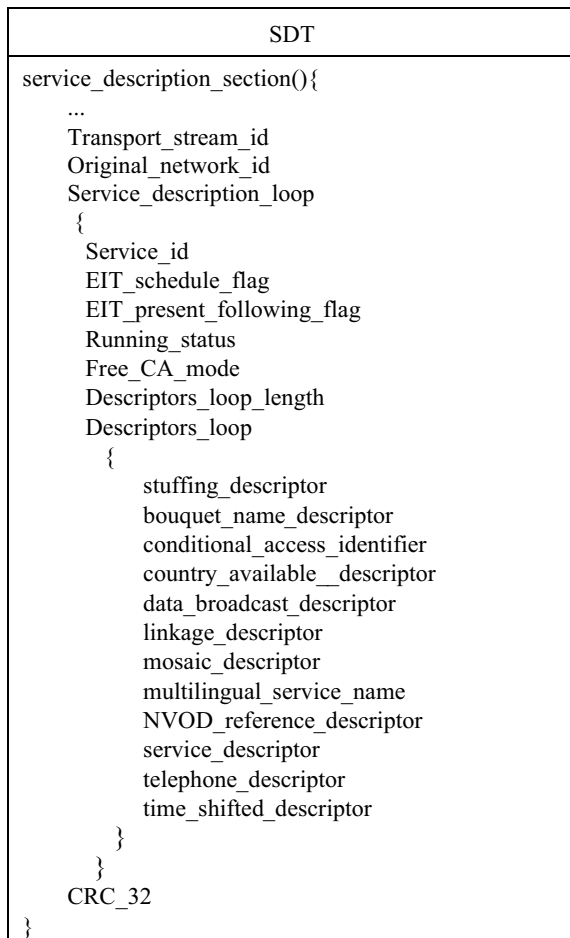 SDT
service_description_section(){
...
Transport_stream_id
Original_network_id
Service_description_loop
{
Service_id
EIT_schedule_flag
EIT_present_following_flag
Running_status
Free_CA_mode
Descriptors_loop_length
Descriptors_loop
{
stuffing_descriptor
bouquet_name_descriptor
conditional_access_identifier
country_available__descriptor
data_broadcast_descriptor
linkage_descriptor
mosaic_descriptor
multilingual_service_name
NVOD_reference_descriptor
service_descriptor
telephone_descriptor
time_shifted_descriptor
}
}
CRC_32
}